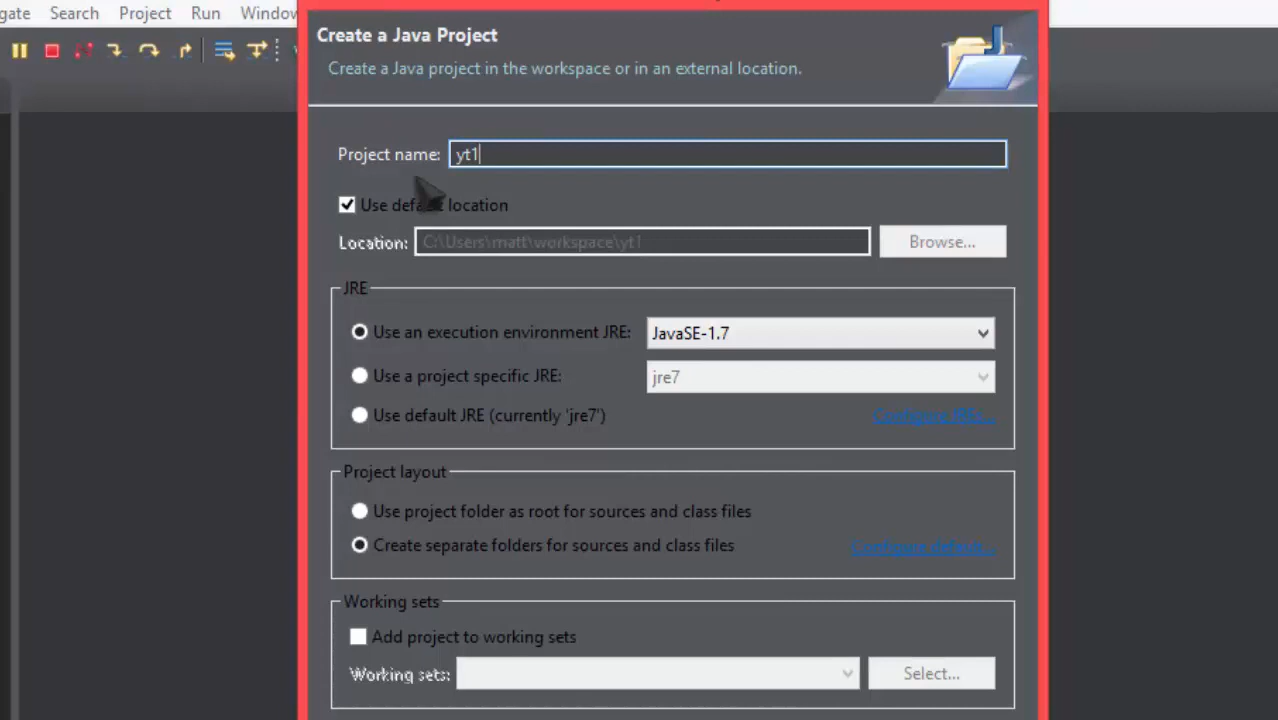 gate Search Project Run Window
Create a Java Project
Create a Java project in the workspace or in an external location.
Project name: yt1
Use default location
Location: C:\Users\matt\workspace\yt1 Browse...
JRE
Use an execution environment JRE: JavaSE-1.7
Use a project specific JRE: jre7
Use default JRE (currently 'jre7') Configure JREs...
Project layout
Use project folder as root for sources and class files
Create separate folders for sources and class files Configure default...
Working sets
Add project to working sets
Working sets: Select...